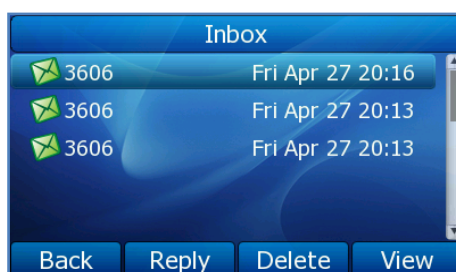 Inbox
3606 Fri Apr 27 20:16
3606 Fri Apr 27 20:13
3606 Fri Apr 27 20:13
Back Reply Delete View